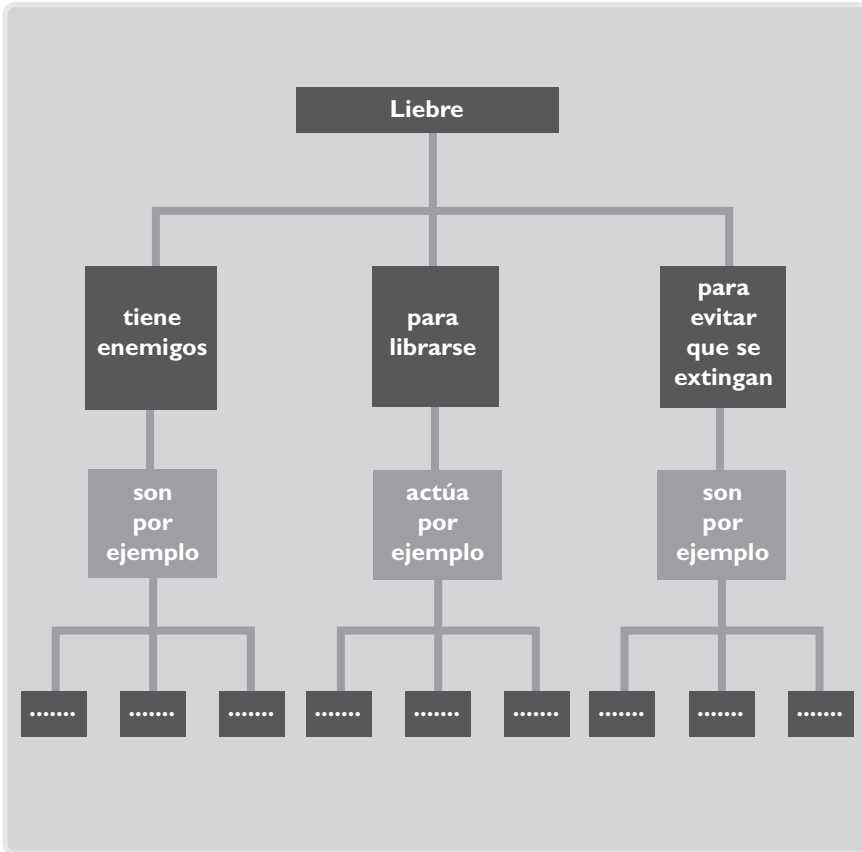 Liebre
tiene
enemigos
para
librarse
para
evitar
que se
extingan
son
por
ejemplo
actúa
por
ejemplo
son
por
ejemplo
.......
.......
.......
.......
.......
.......
.......
.......
.......